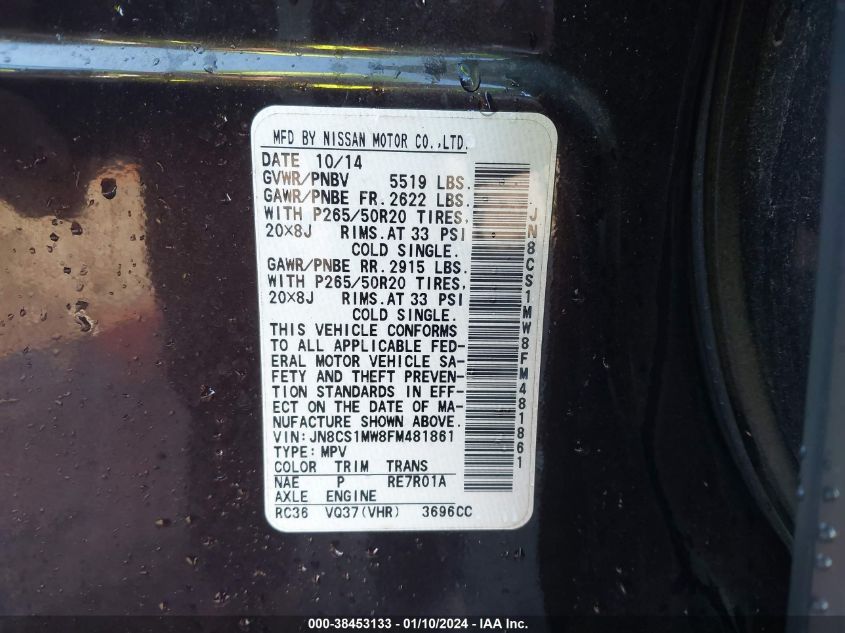 MFD BY NISSAN MOTOR CO.,LTD.
DATE 10/14
GVWR/PNBV 5519 LBS.
GAWR/PNBE FR.2622 LBS.
WITH P265/50R20 TIRES,
20×8J RIMS.AT 33 PSI
COLD SINGLE.
GAWR/PNBE RR.2915 LBS.
WITH P265/50R20 TIRES,
20×8J RIMS.AT 33 PSI
COLD SINGLE.
THIS VEHICLE CONFORMS
TO ALL APPLICABLE FED-
ERAL MOTOR VEHICLE SA-
FETY AND THEFT PREVEN-
TION STANDARDS IN EFF-
ECT ON THE DATE OF MA-
NUFACTURE SHOWN ABOVE.
VIN:JN8CS1MW8FM481861
TYPE:MPV
COLOR TRIM TRANS
NAE P RE7R01A
AXLE ENGINE
RC36 VQ37(VHR) 3696CC
JN8CS1MW8FM481861
000-38453133 - 01/10/2024 - IAA Inc.